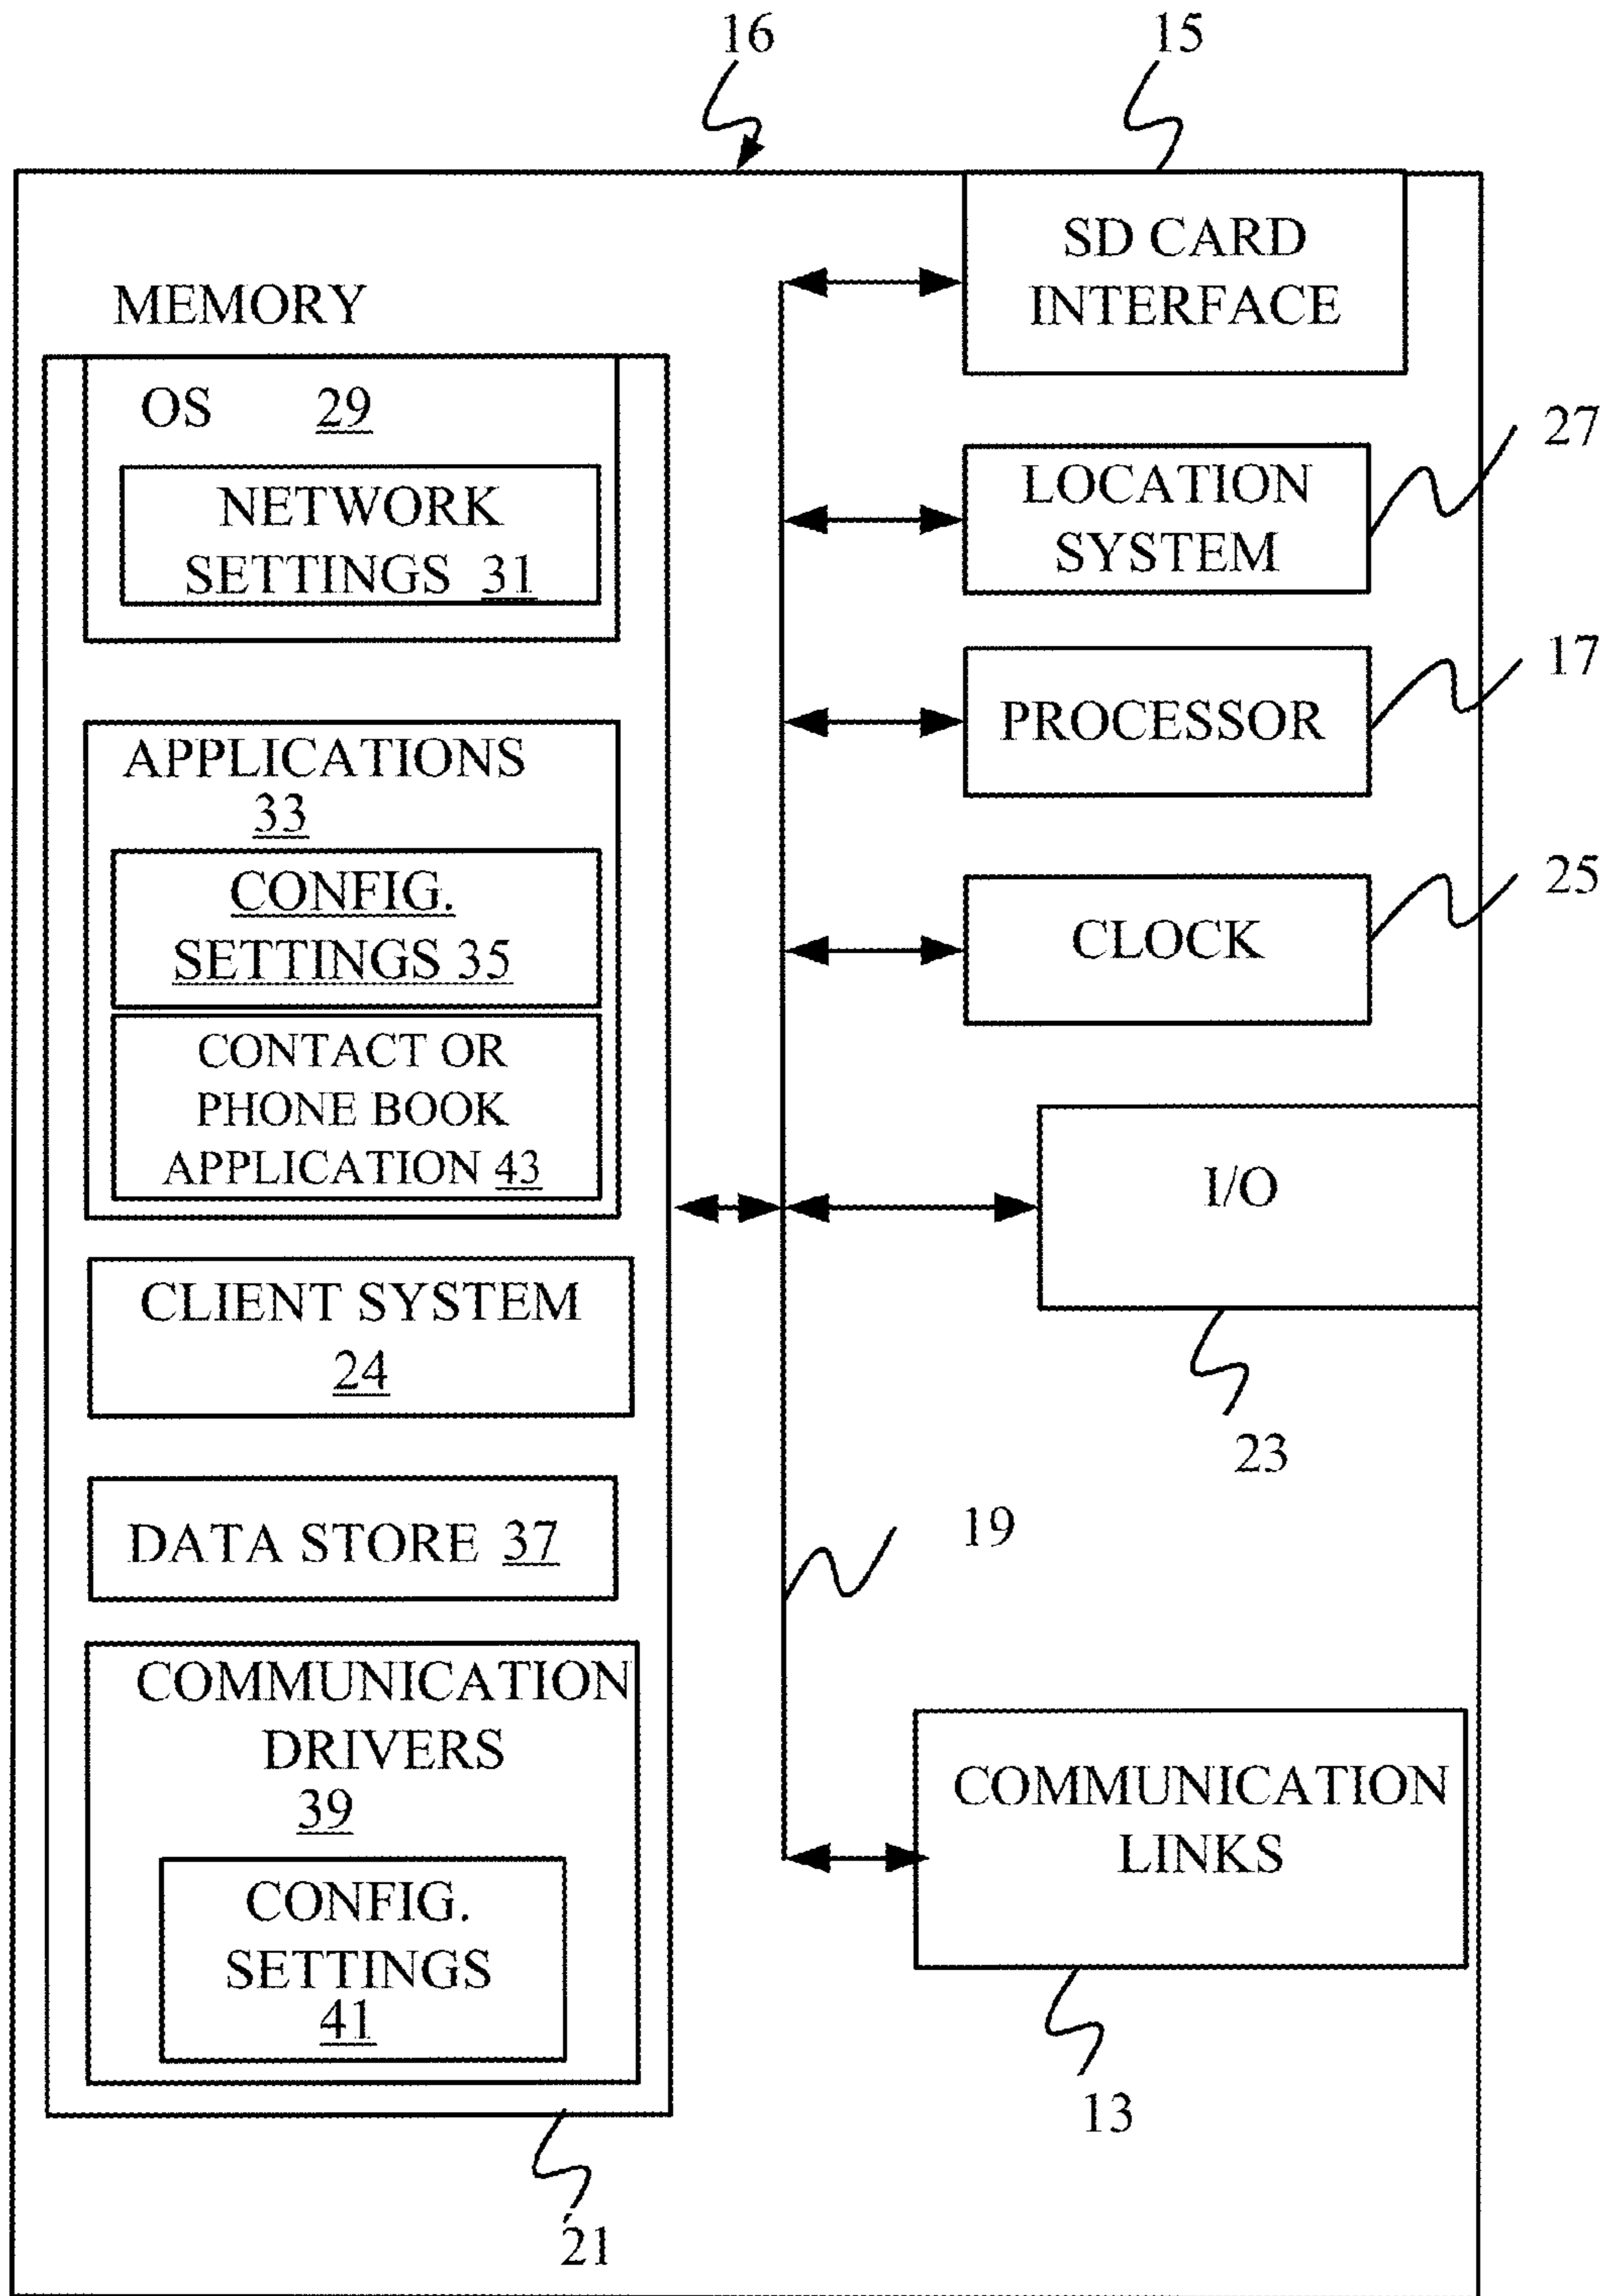 16
15
SD CARD
INTERFACE
MEMORY
OS 29
NETWORK
SETTINGS 31
27
LOCATION
SYSTEM
17
PROCESSOR
APPLICATIONS
33
CONFIG.
SETTINGS 35
25
CLOCK
CONTACT OR
PHONE BOOK
APPLICATION 43
I/O
CLIENT SYSTEM
24
23
19
DATA STORE 37
COMMUNICATION
DRIVERS
39
COMMUNICATION
LINKS
CONFIG.
SETTINGS
41
13
21